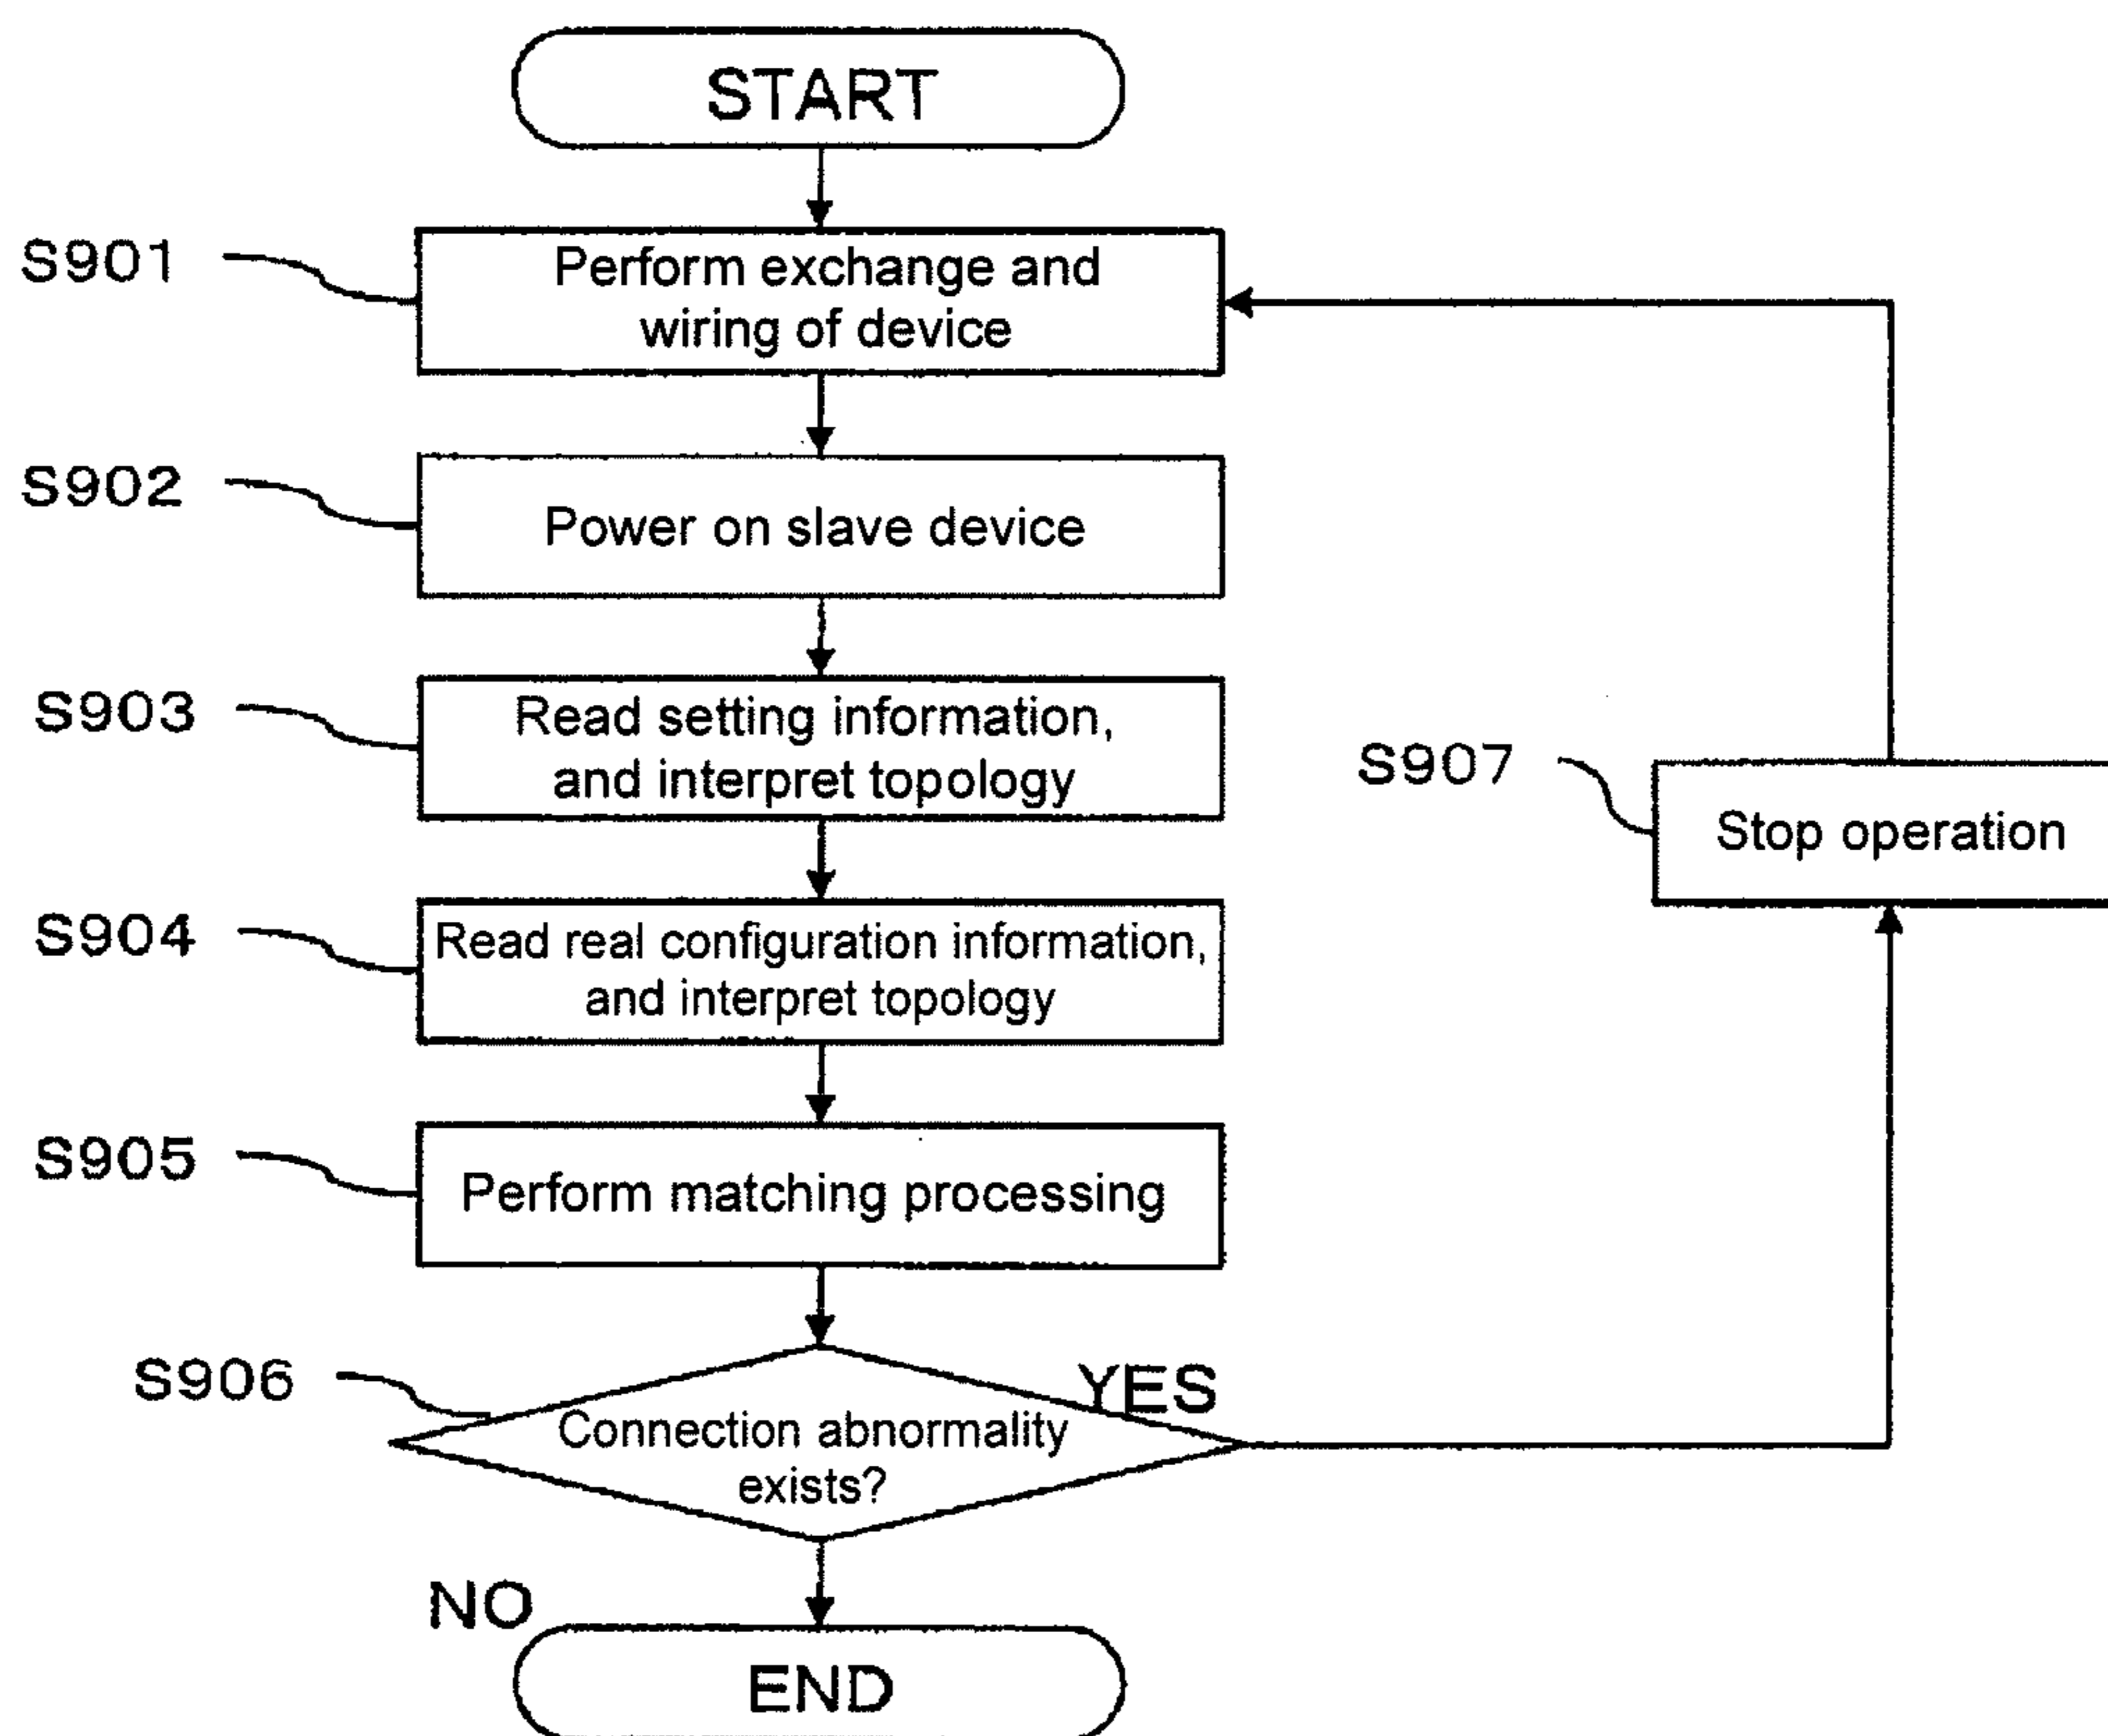 START
S901
Perform exchange and
wiring of device
S902
Power on slave device
S903
Read setting information,
and interpret topology
S907
Stop operation
S904
Read real configuration information,
and interpret topology
S905
Perform matching processing
S906
YES
Connection abnormality
exists?
NO
END